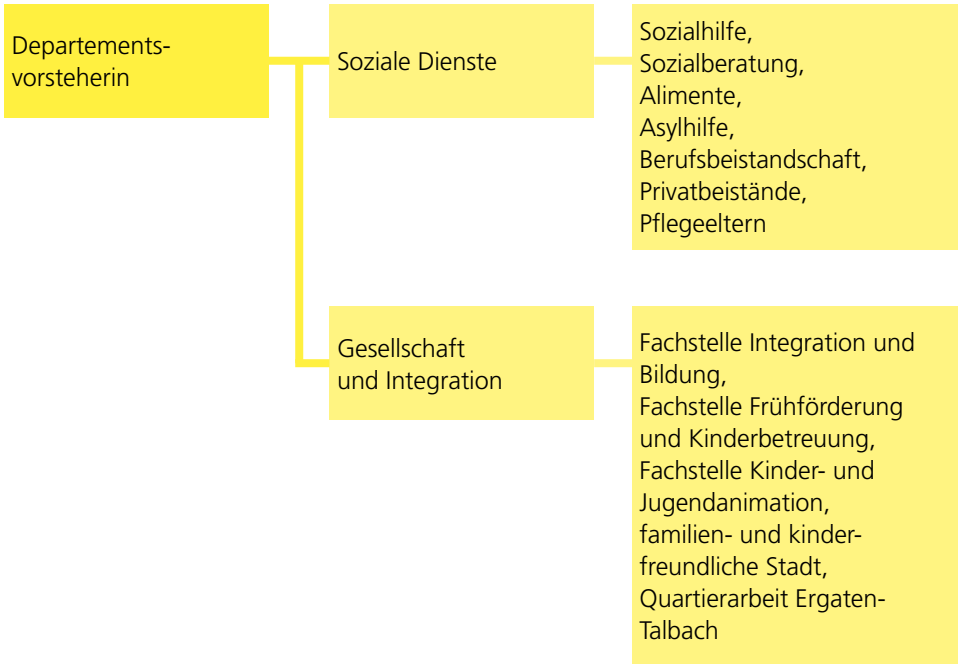 Departements-
vorsteherin
Soziale Dienste
Sozialhilfe,
Sozialberatung,
Alimente,
Asylhilfe,
Berufsbeistandschaft,
Privatbeistände,
Pflegeeltern
Gesellschaft
und Integration
Fachstelle Integration und
Bildung,
Fachstelle Frühförderung
und Kinderbetreuung,
Fachstelle Kinder- und
Jugendanimation,
familien- und kinder-
freundliche Stadt,
Quartierarbeit Ergaten-
Talbach